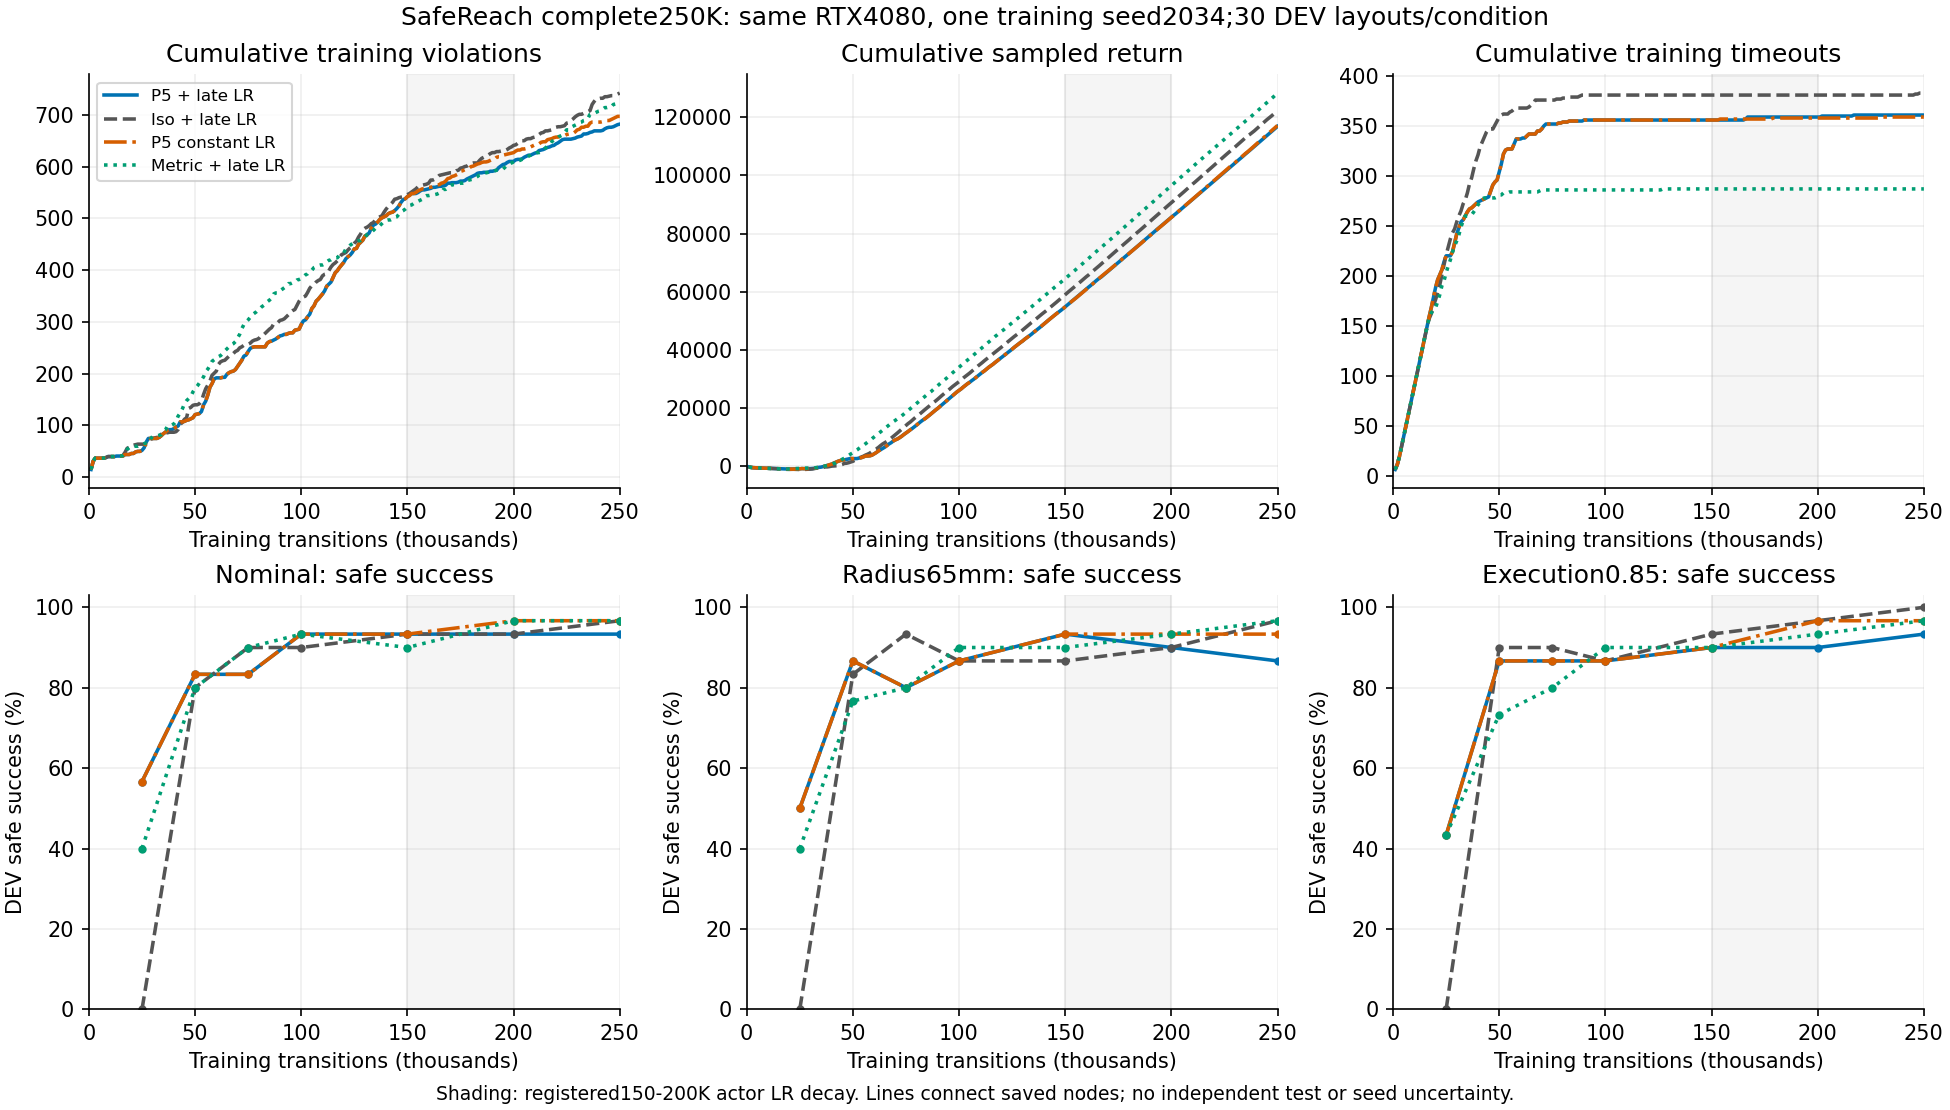 SafeReach complete250K: same RTX4080, one training seed2034;30 DEV layouts/condition
Cumulative training violations
700
600
500
400
300
200
100
0
P5 + late LR
Iso + late LR
P5 constant LR
Metric + late LR
0 50 100 150 200 250
Training transitions (thousands)
Cumulative sampled return
120000
100000
80000
60000
40000
20000
0
0 50 100 150 200 250
Training transitions (thousands)
Cumulative training timeouts
400
350
300
250
200
150
100
50
0
0 50 100 150 200 250
Training transitions (thousands)
Nominal: safe success
DEV safe success (%)
100
80
60
40
20
0
0 50 100 150 200 250
Training transitions (thousands)
Radius65mm: safe success
DEV safe success (%)
100
80
60
40
20
0
0 50 100 150 200 250
Training transitions (thousands)
Execution0.85: safe success
DEV safe success (%)
100
80
60
40
20
0
0 50 100 150 200 250
Training transitions (thousands)
Shading: registered150-200K actor LR decay. Lines connect saved nodes; no independent test or seed uncertainty.